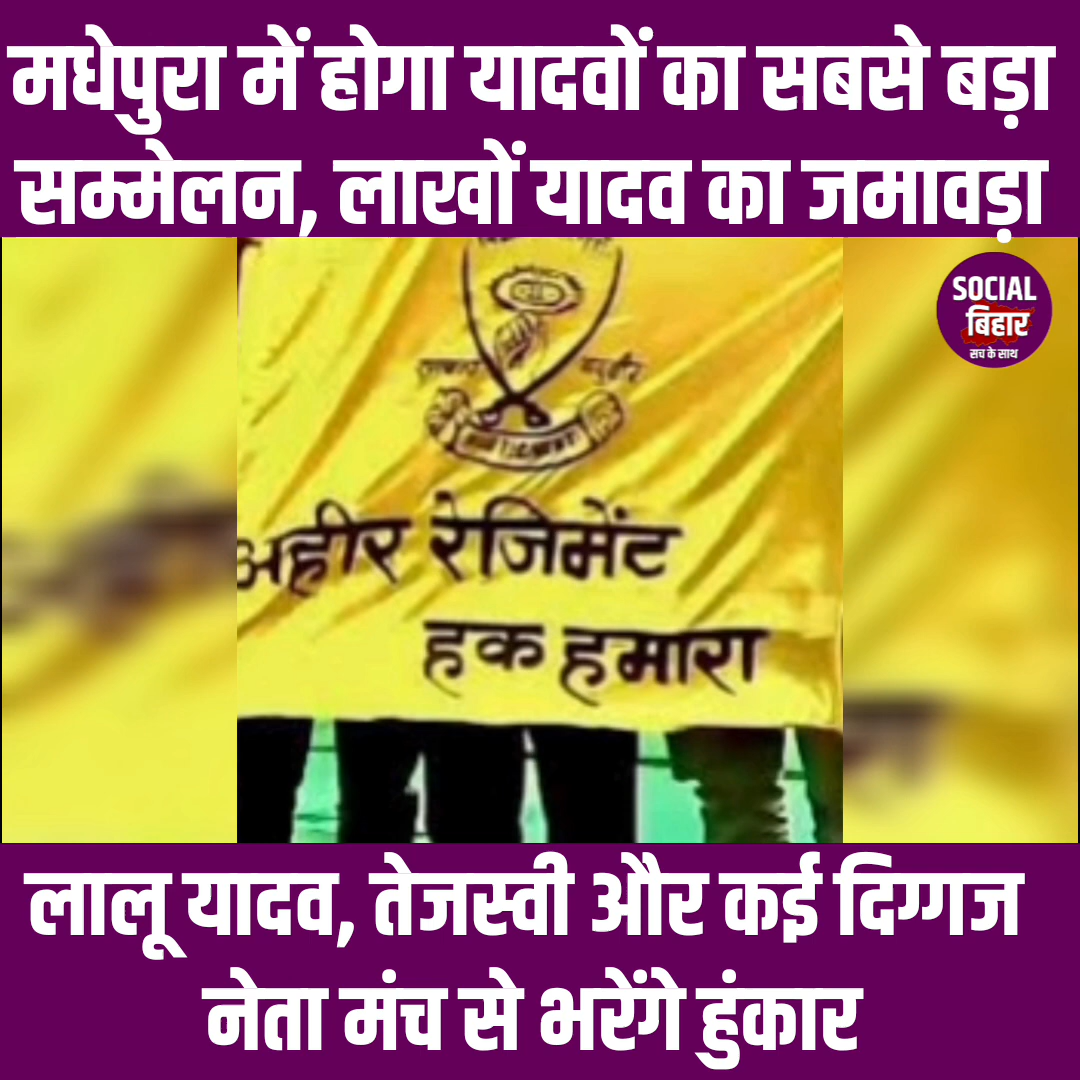 मधेपुरा में होगा यादवों का सबसे बड़ा
सम्मेलन, लाखों यादव का जमावड़ा
SOCIAL
बिहार
सच के साथ
अहीर रेजिमेंट
हक हमारा
लालू यादव, तेजस्वी और कई दिग्गज
नेता मंच से भरेंगे हुंकार